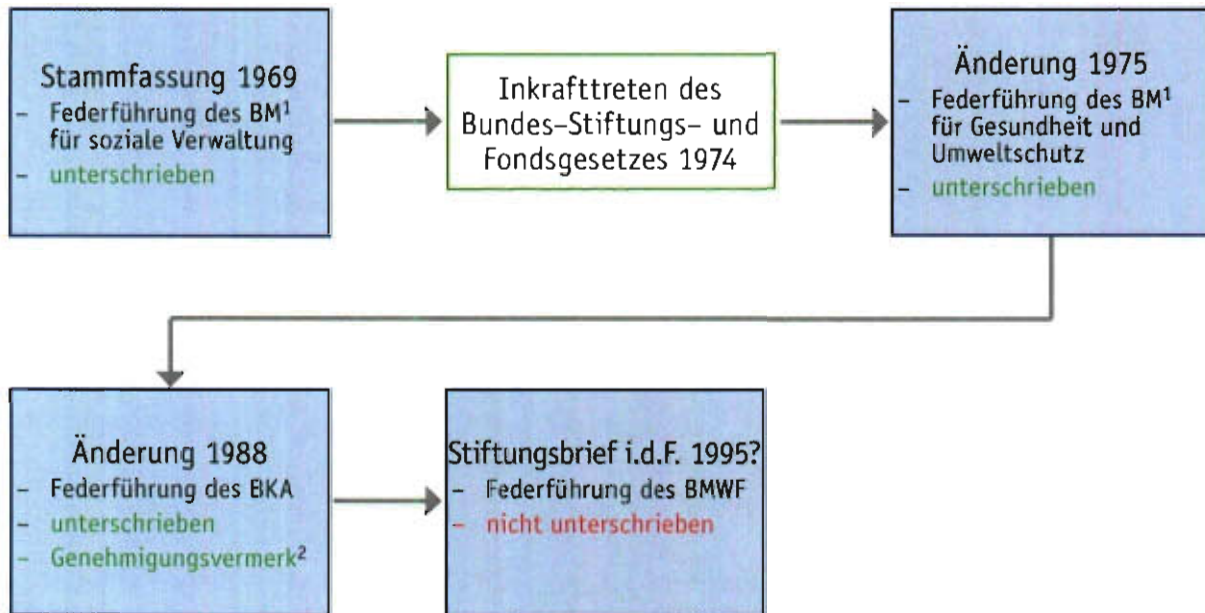 Stammfassung 1969
- Federführung des BM¹
für soziale Verwaltung
- unterschrieben
Inkrafttreten des
Bundes-Stiftungs- und
Fondsgesetzes 1974
Änderung 1975
- Federführung des BM¹
für Gesundheit und
Umweltschutz
- unterschrieben
Änderung 1988
- Federführung des BKA
- unterschrieben
- Genehmigungsvermerk²
Stiftungsbrief i.d.F. 1995?
- Federführung des BMWF
- nicht unterschrieben